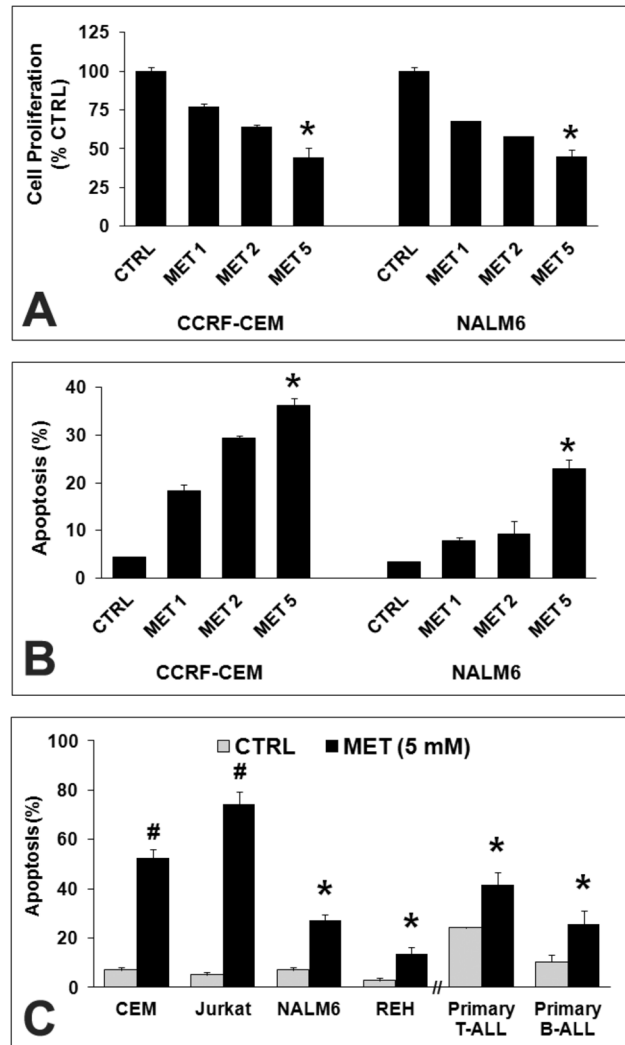 Cell Proliferation
(% CTRL)
125
100
75
50
25
0
* *
CTRL MET 1 MET 2 MET 5 CTRL MET 1 MET 2 MET 5
CCRF-CEM NALM6
A
Apoptosis (%)
40
30
20
10
0
* *
CTRL MET 1 MET 2 MET 5 CTRL MET 1 MET 2 MET 5
CCRF-CEM NALM6
B
Apoptosis (%)
100
80
60
40
20
0
CTRL MET (5 mM)
# # * * * *
CEM Jurkat NALM6 REH // Primary T-ALL Primary B-ALL
C